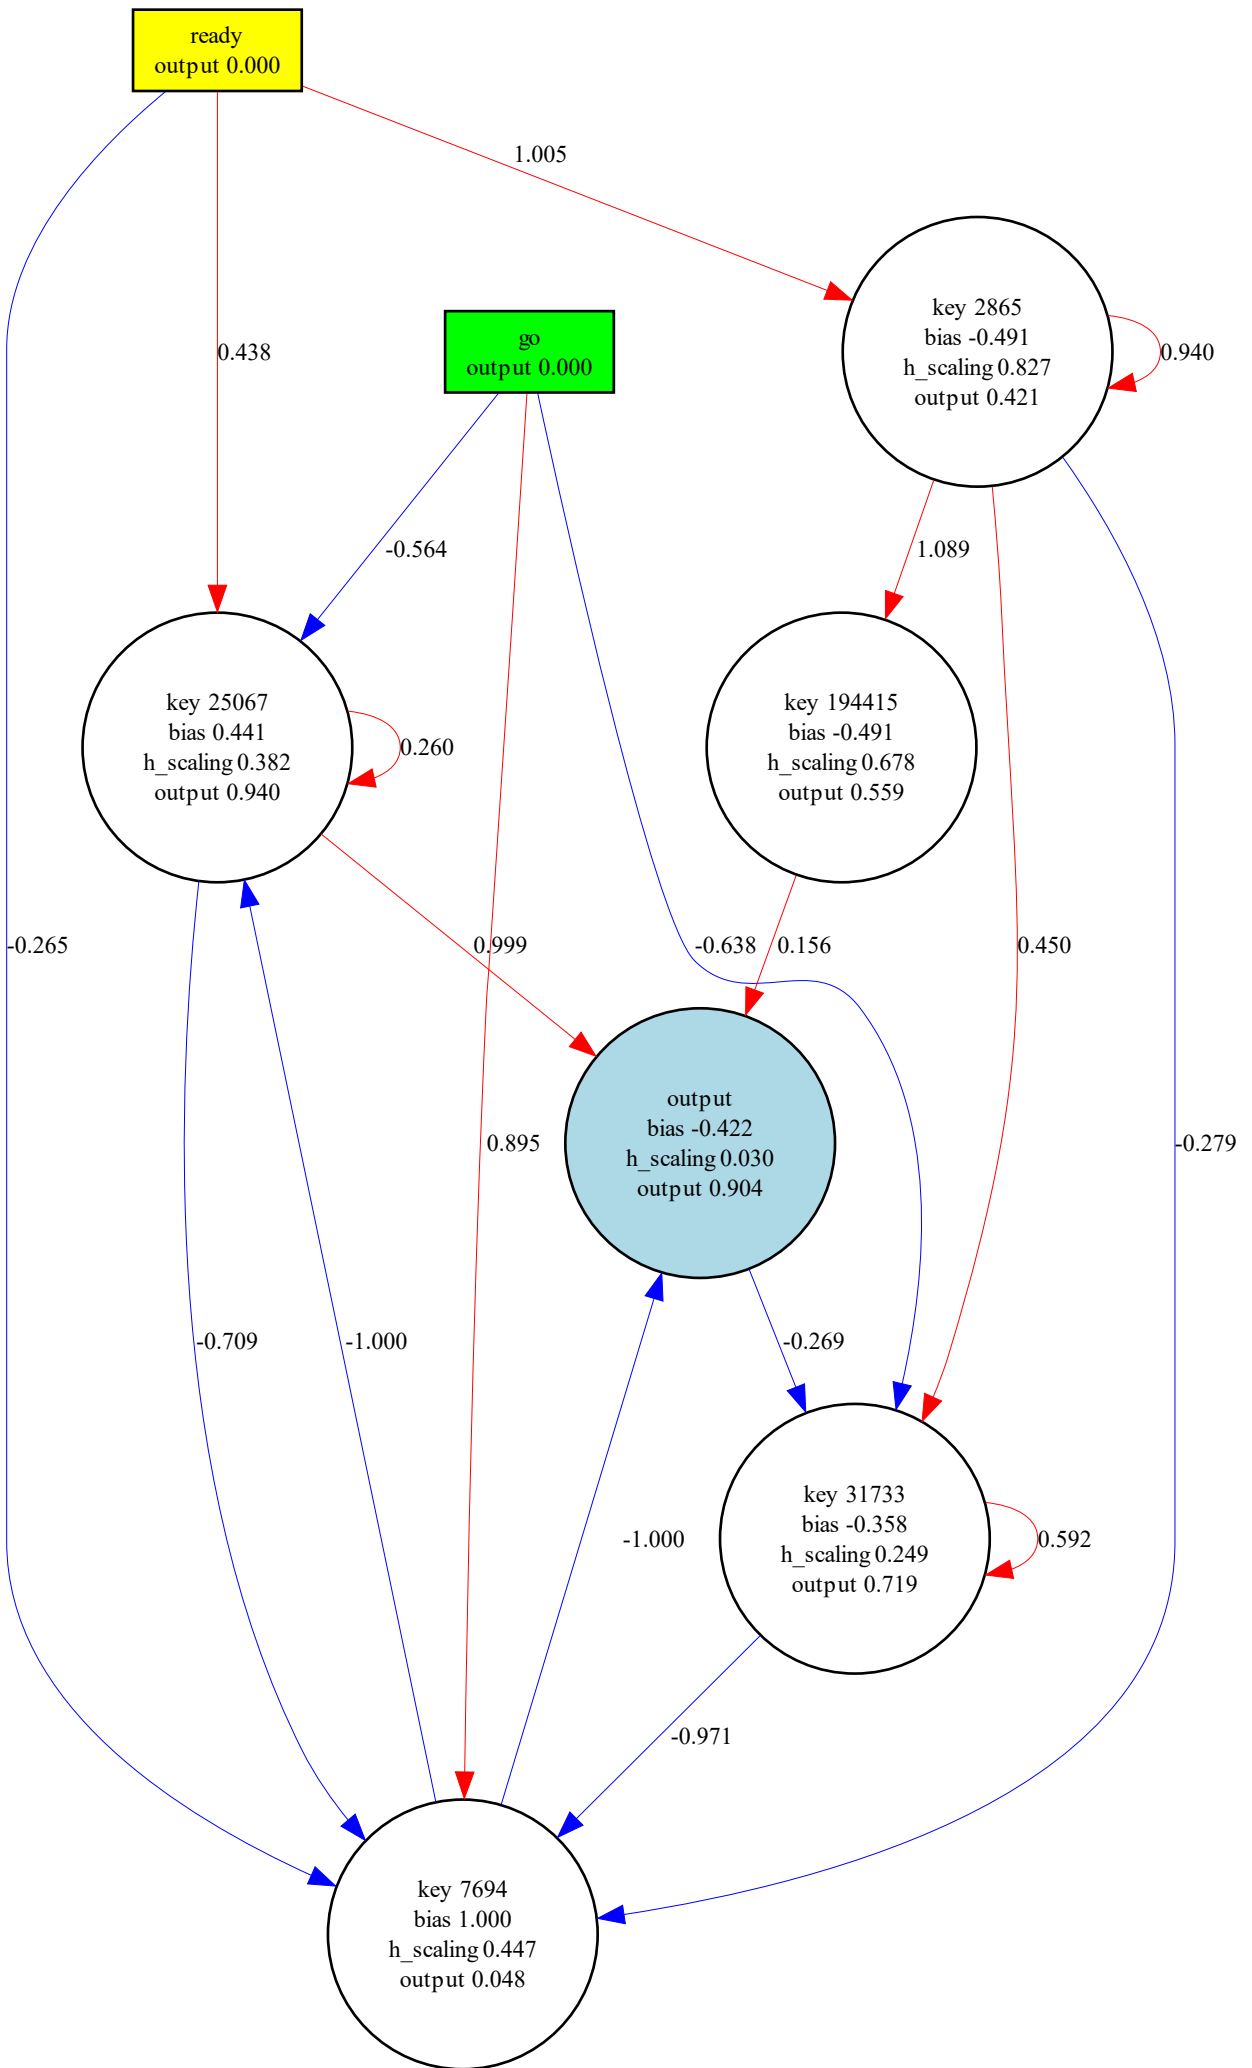 ready
output 0.000
1.005
key 2865
bias -0.491
h_scaling 0.827
output 0.421
0.940
go
output 0.000
0.438
-0.564
1.089
key 25067
bias 0.441
h_scaling 0.382
output 0.940
0.260
key 194415
bias -0.491
h_scaling 0.678
output 0.559
-0.265
0.999
-0.638
0.156
0.450
output
bias -0.422
h_scaling 0.030
output 0.904
0.895
-0.279
-0.709
-1.000
-0.269
key 31733
bias -0.358
h_scaling 0.249
output 0.719
0.592
-1.000
-0.971
key 7694
bias 1.000
h_scaling 0.447
output 0.048